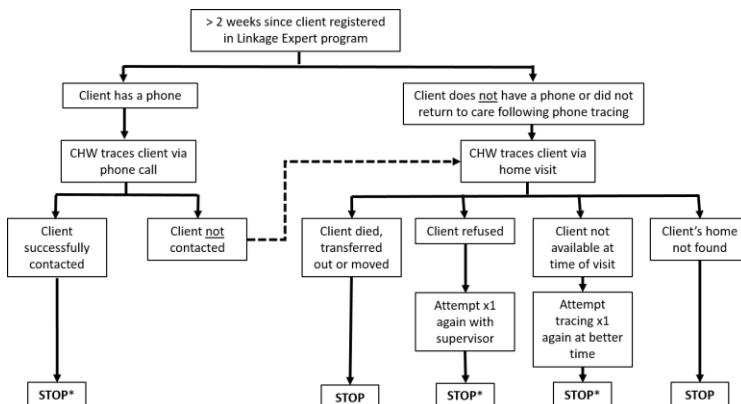 > 2 weeks since client registered
in Linkage Expert program
Client has a phone
Client does not have a phone or did not
return to care following phone tracing
CHW traces client via
phone call
CHW traces client via
home visit
Client
successfully
contacted
Client not
contacted
Client died,
transferred
out or moved
Client refused
Client not
available at
time of visit
Client's home
not found
Attempt x1
again with
supervisor
Attempt
tracing x1
again at better
time
STOP*
STOP
STOP*
STOP*
STOP